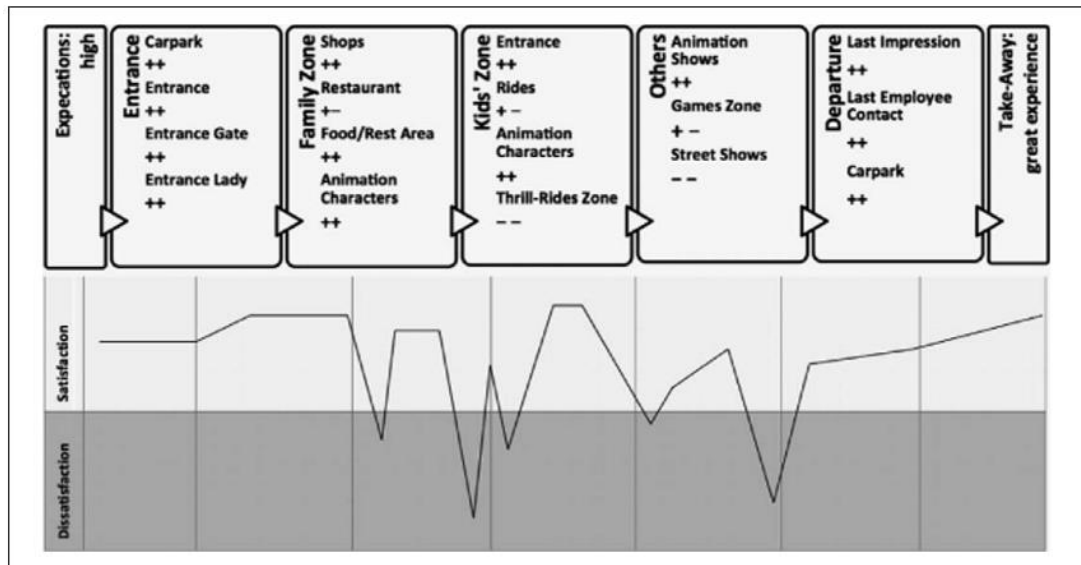 Expecations:
high
Entrance
Carpark
++
Entrance
++
Entrance Gate
++
Entrance Lady
++
Family Zone
Shops
++
Restaurant
+−
Food/Rest Area
++
Animation
Characters
++
Kids' Zone
Entrance
++
Rides
+ −
Animation
Characters
++
Thrill-Rides Zone
− −
Others
Animation
Shows
++
Games Zone
+ −
Street Shows
− −
Departure
Last Impression
++
Last Employee
Contact
++
Carpark
++
Take-Away:
great experience
Satisfaction
Dissatisfaction